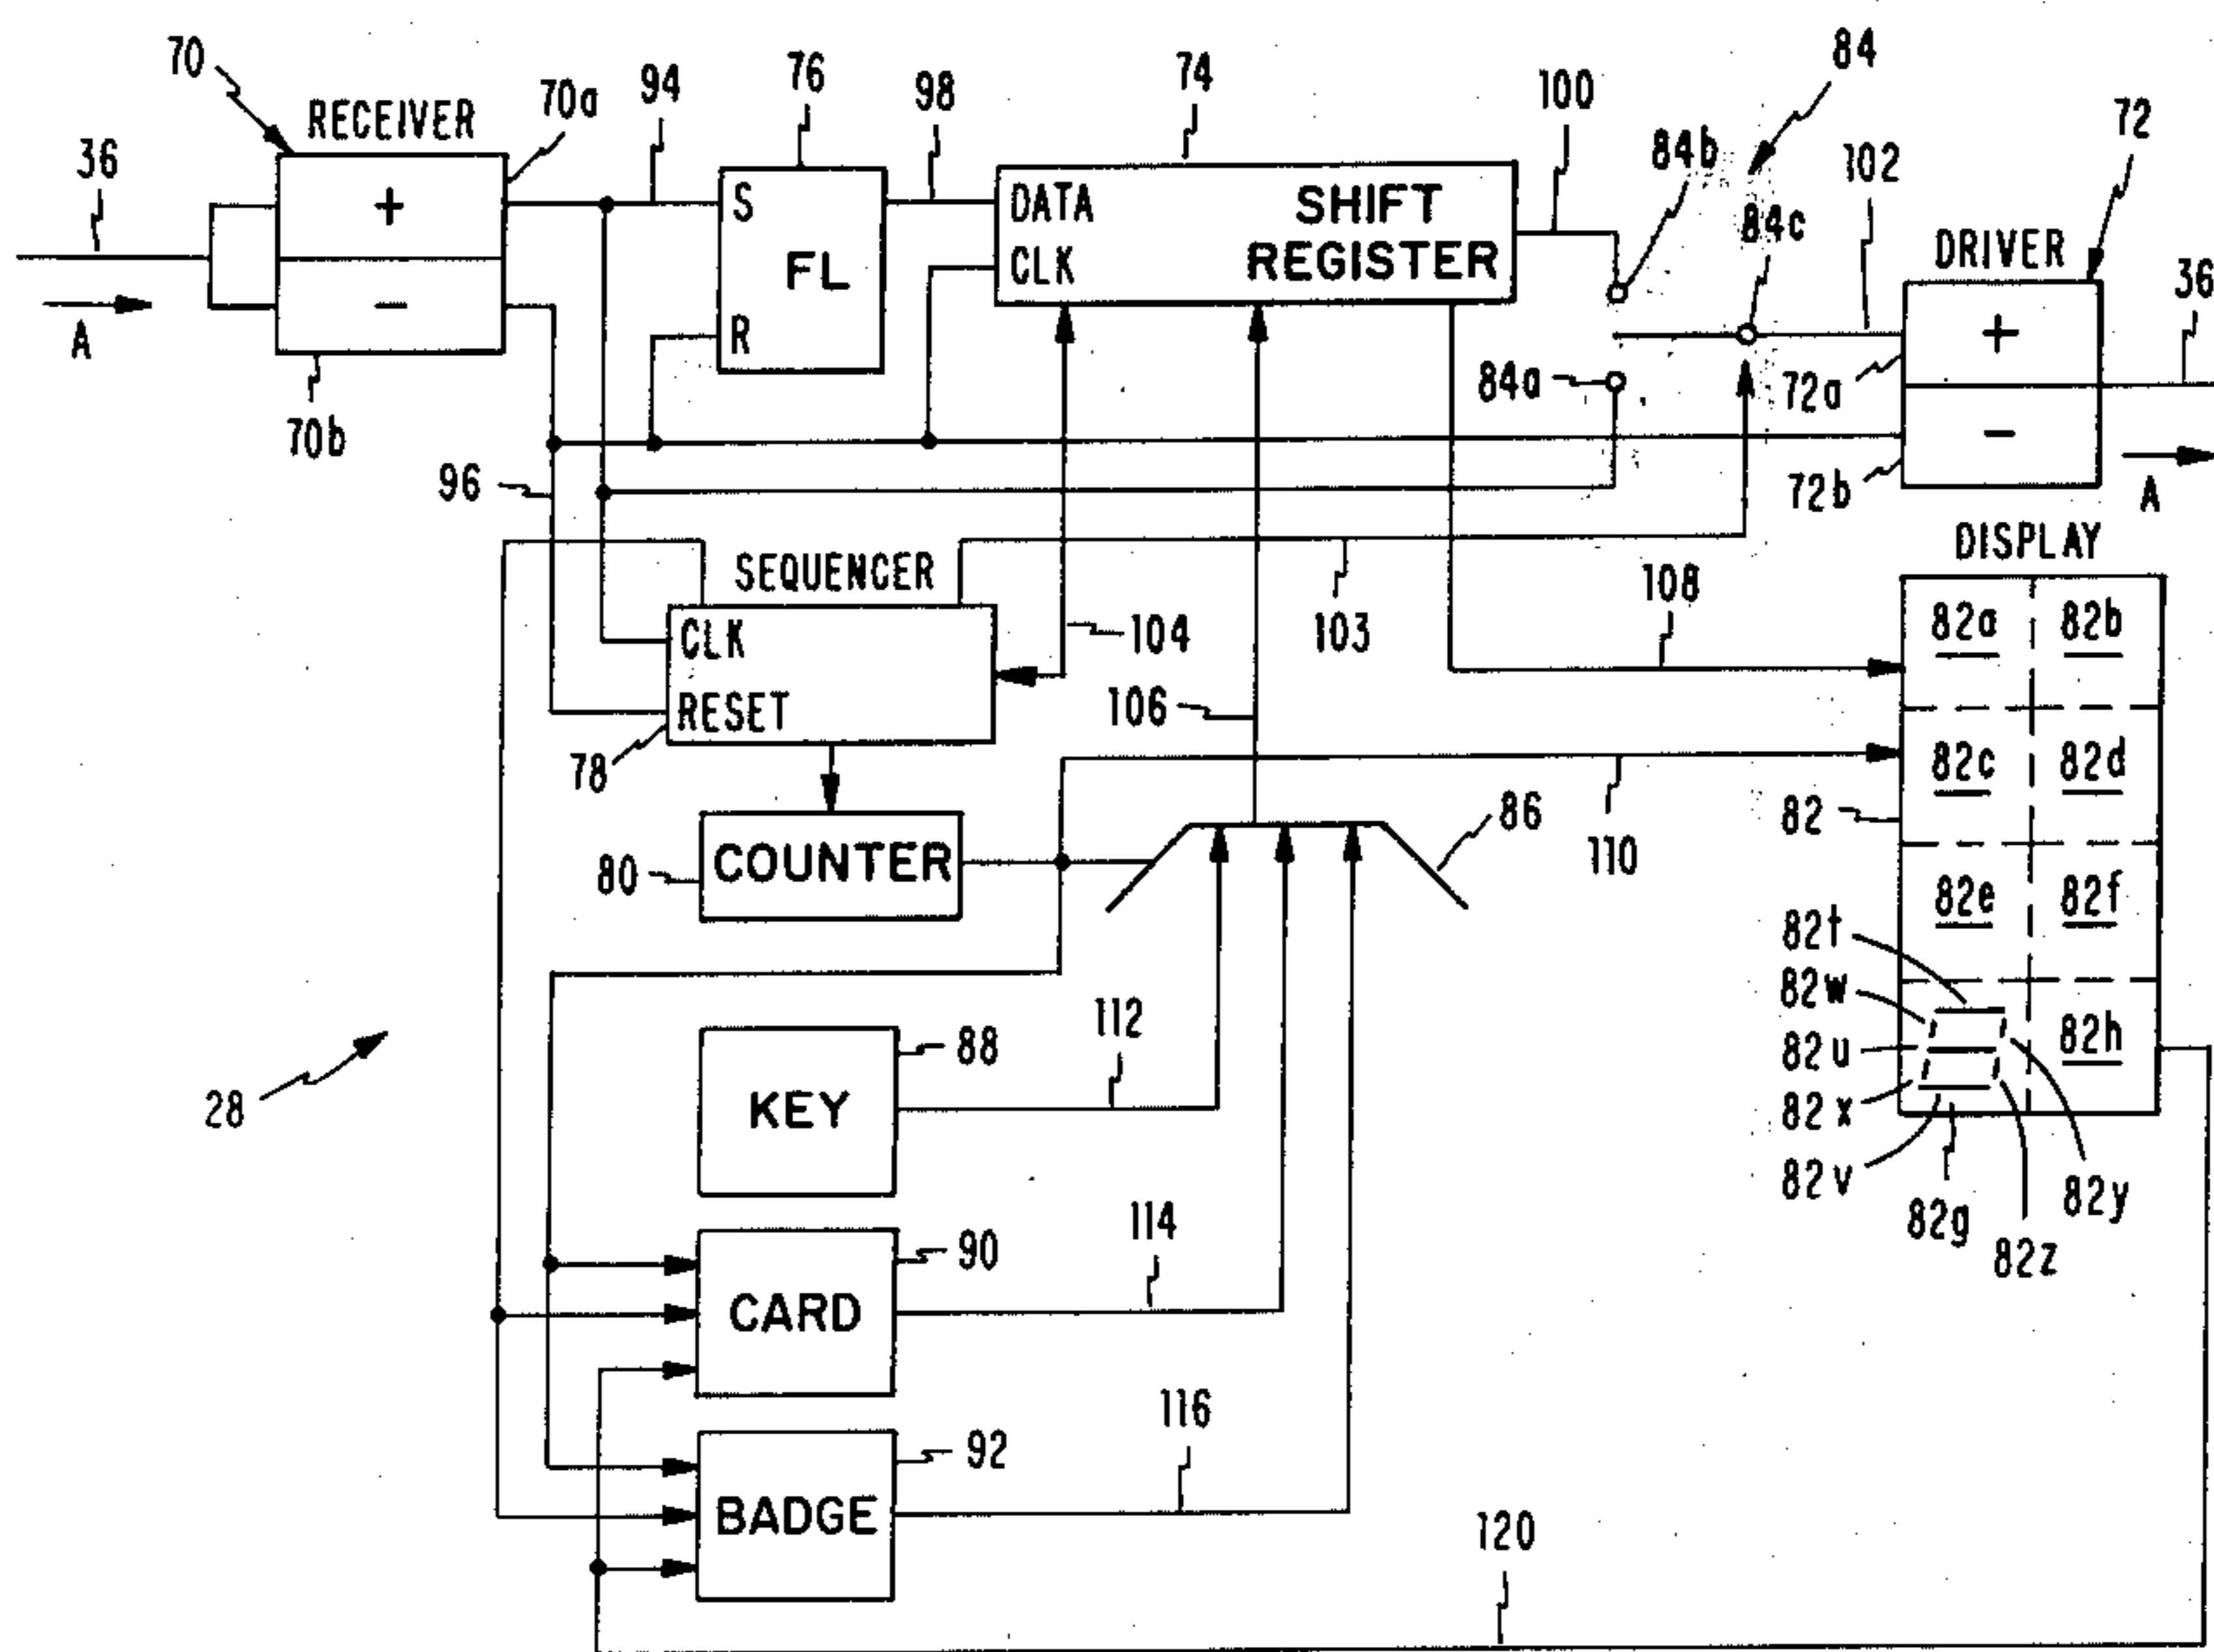 70
RECEIVER
70a
94
76
98
74
100
84
84b
84c
102
72
DRIVER
36
+
-
S
FL
R
DATA
CLK
SHIFT
REGISTER
+
-
36
A
70b
84a
72a
72b
A
96
SEQUENCER
CLK
RESET
78
104
103
108
106
DISPLAY
82a
82b
82c
82d
82
82e
82f
82t
82w
82u
82x
82v
82g
82z
82y
82h
80
COUNTER
86
110
28
KEY
88
112
CARD
90
114
BADGE
92
116
120